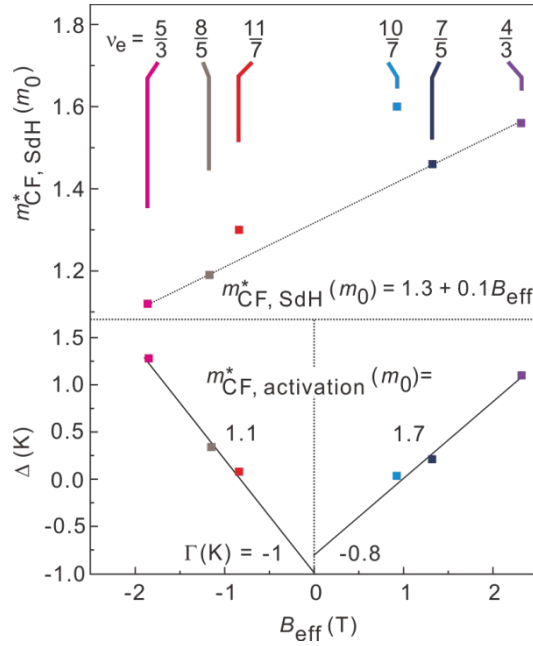 1.8
1.6
1.4
1.2
m*CF, SdH (m0)
νe = 5/3 8/5 11/7 10/7 7/5 4/3
m*CF, SdH (m0) = 1.3 + 0.1Beff
1.5
1.0
0.5
0.0
-0.5
-1.0
Δ (K)
m*CF, activation (m0)=
1.1 1.7
Γ(K) = -1 -0.8
-2 -1 0 1 2
Beff (T)